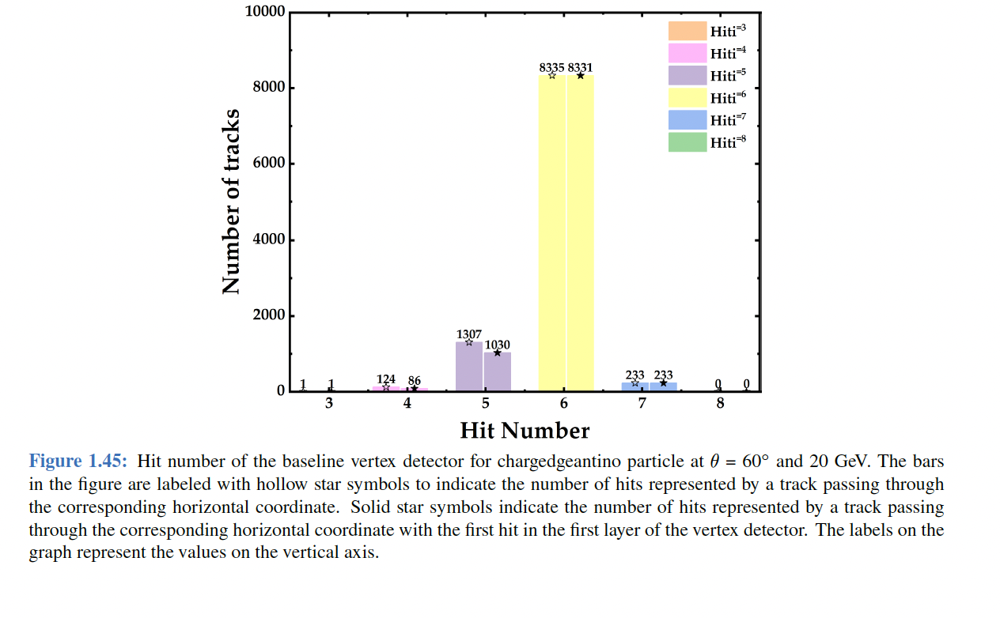 10000
8000
6000
4000
2000
0
Number of tracks
Hiti=3
Hiti=4
Hiti=5
Hiti=6
Hiti=7
Hiti=8
1 1 124 86 1307 1030 8335 8331 233 233 0 0
3 4 5 6 7 8
Hit Number
Figure 1.45: Hit number of the baseline vertex detector for chargedgeantino particle at θ = 60° and 20 GeV. The bars
in the figure are labeled with hollow star symbols to indicate the number of hits represented by a track passing through
the corresponding horizontal coordinate. Solid star symbols indicate the number of hits represented by a track passing
through the corresponding horizontal coordinate with the first hit in the first layer of the vertex detector. The labels on the
graph represent the values on the vertical axis.